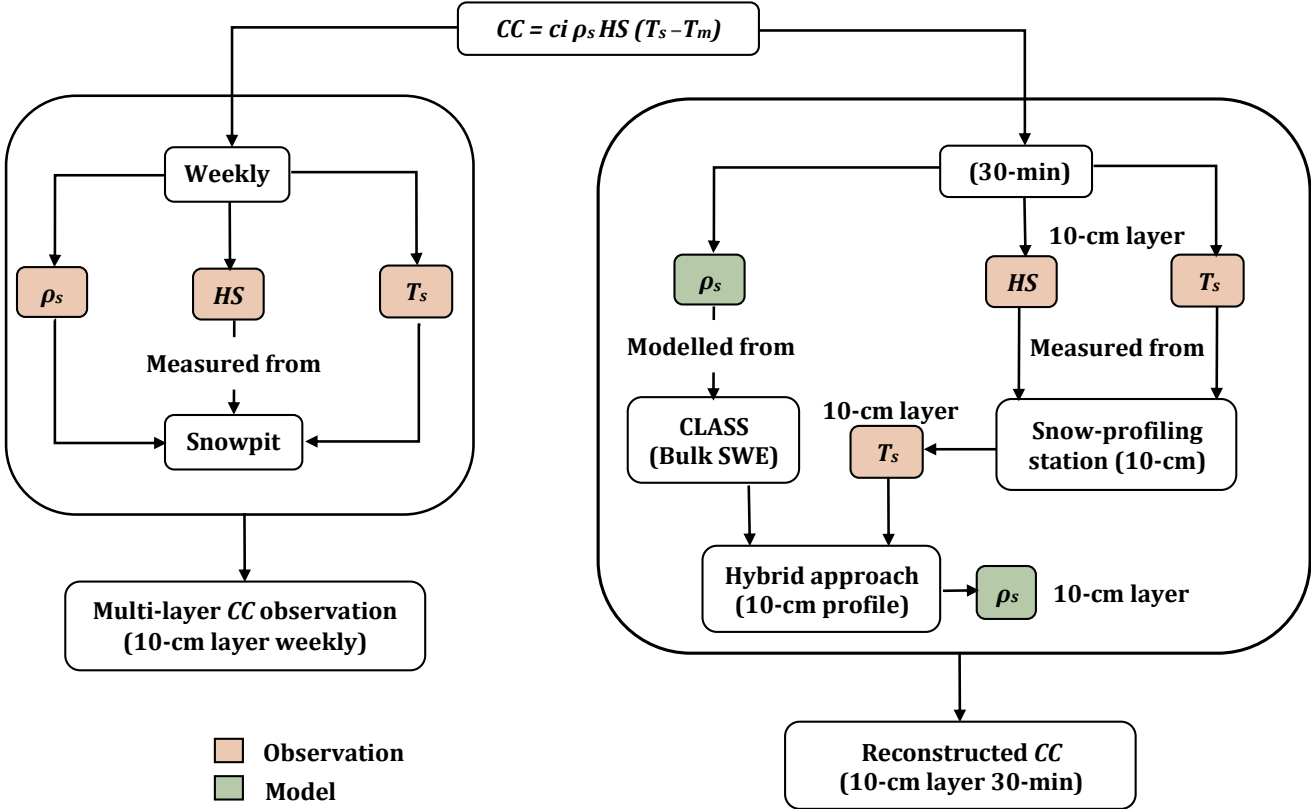 CC = ci ρs HS (Ts – Tm)
Weekly
ρs
HS
Ts
Measured from
Snowpit
Multi-layer CC observation
(10-cm layer weekly)
(30-min)
10-cm layer
ρs
HS
Ts
Modelled from
Measured from
CLASS
(Bulk SWE)
10-cm layer
Ts
Snow-profiling
station (10-cm)
Hybrid approach
(10-cm profile)
ρs
10-cm layer
Reconstructed CC
(10-cm layer 30-min)
Observation
Model